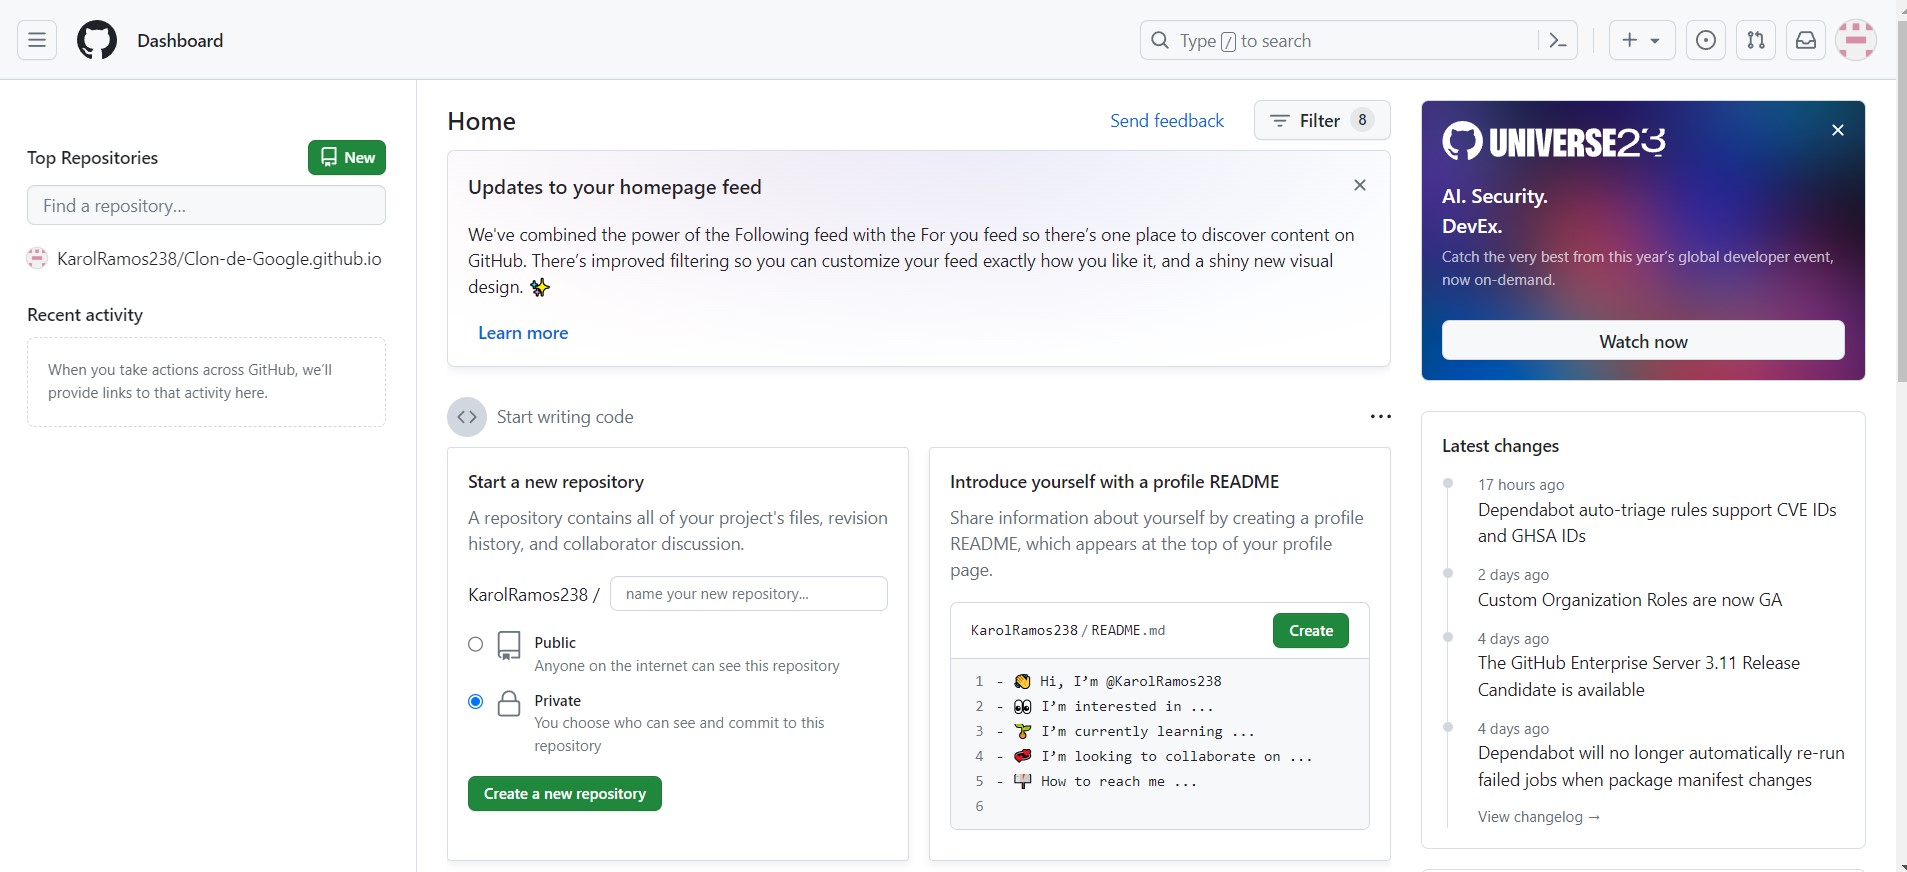 Dashboard
Type / to search
Top Repositories
New
Find a repository...
KarolRamos238/Clon-de-Google.github.io
Recent activity
When you take actions across GitHub, we'll
provide links to that activity here.
Home
Send feedback
Filter 8
Updates to your homepage feed
We've combined the power of the Following feed with the For you feed so there's one place to discover content on
GitHub. There's improved filtering so you can customize your feed exactly how you like it, and a shiny new visual
design. ✨
Learn more
Start writing code
Start a new repository
A repository contains all of your project's files, revision
history, and collaborator discussion.
KarolRamos238 / name your new repository...
Public
Anyone on the internet can see this repository
Private
You choose who can see and commit to this
repository
Create a new repository
Introduce yourself with a profile README
Share information about yourself by creating a profile
README, which appears at the top of your profile
page.
KarolRamos238 / README.md
Create
1 - 👋 Hi, I’m @KarolRamos238
2 - 👀 I’m interested in ...
3 - 🌱 I’m currently learning ...
4 - 💞️ I’m looking to collaborate on ...
5 - 📫 How to reach me ...
6
UNIVERSE23
AI. Security.
DevEx.
Catch the very best from this year's global developer event,
now on-demand.
Watch now
Latest changes
17 hours ago
Dependabot auto-triage rules support CVE IDs
and GHSA IDs
2 days ago
Custom Organization Roles are now GA
4 days ago
The GitHub Enterprise Server 3.11 Release
Candidate is available
4 days ago
Dependabot will no longer automatically re-run
failed jobs when package manifest changes
View changelog →